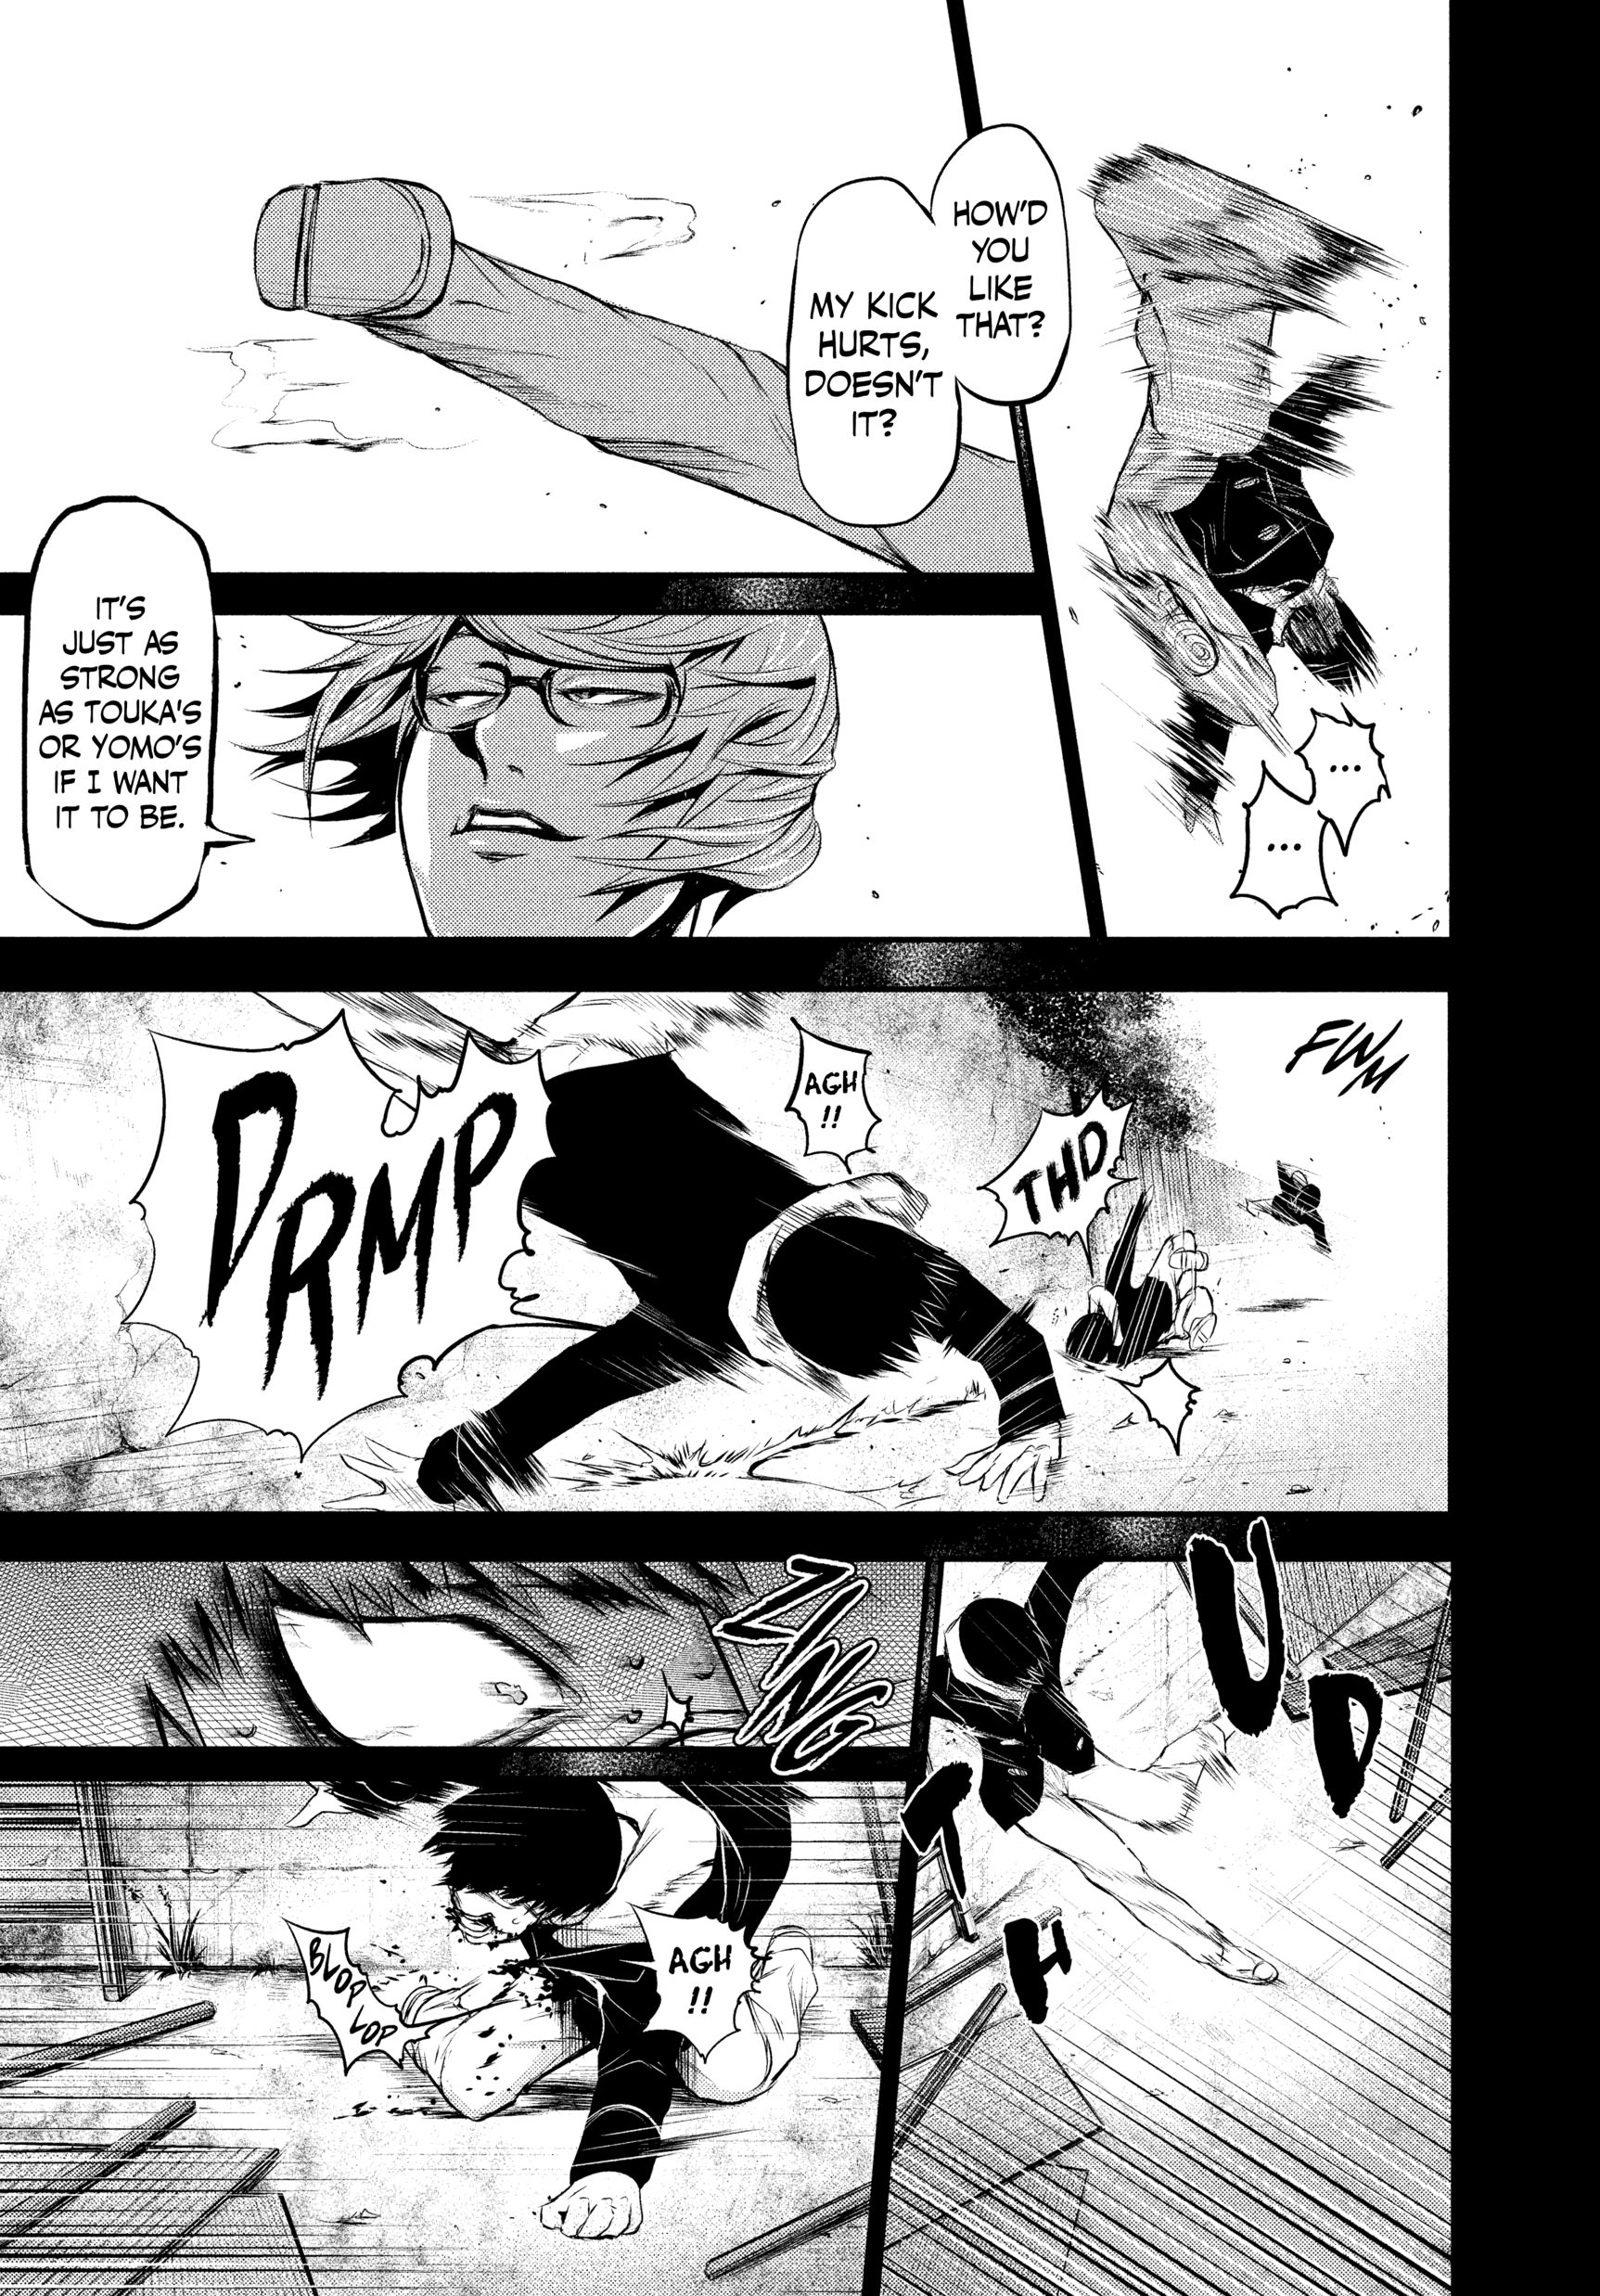 ...
...
HOW'D
YOU
LIKE
THAT?
MY KICK
HURTS,
DOESN'T
IT?
IT'S
JUST AS
STRONG
AS TOUKA'S
OR YOMO'S
IF I WANT
IT TO BE.
FWM
THD
AGH
!!
DRMP
THUD
ZING
AGH
!!
BLOP
LOP